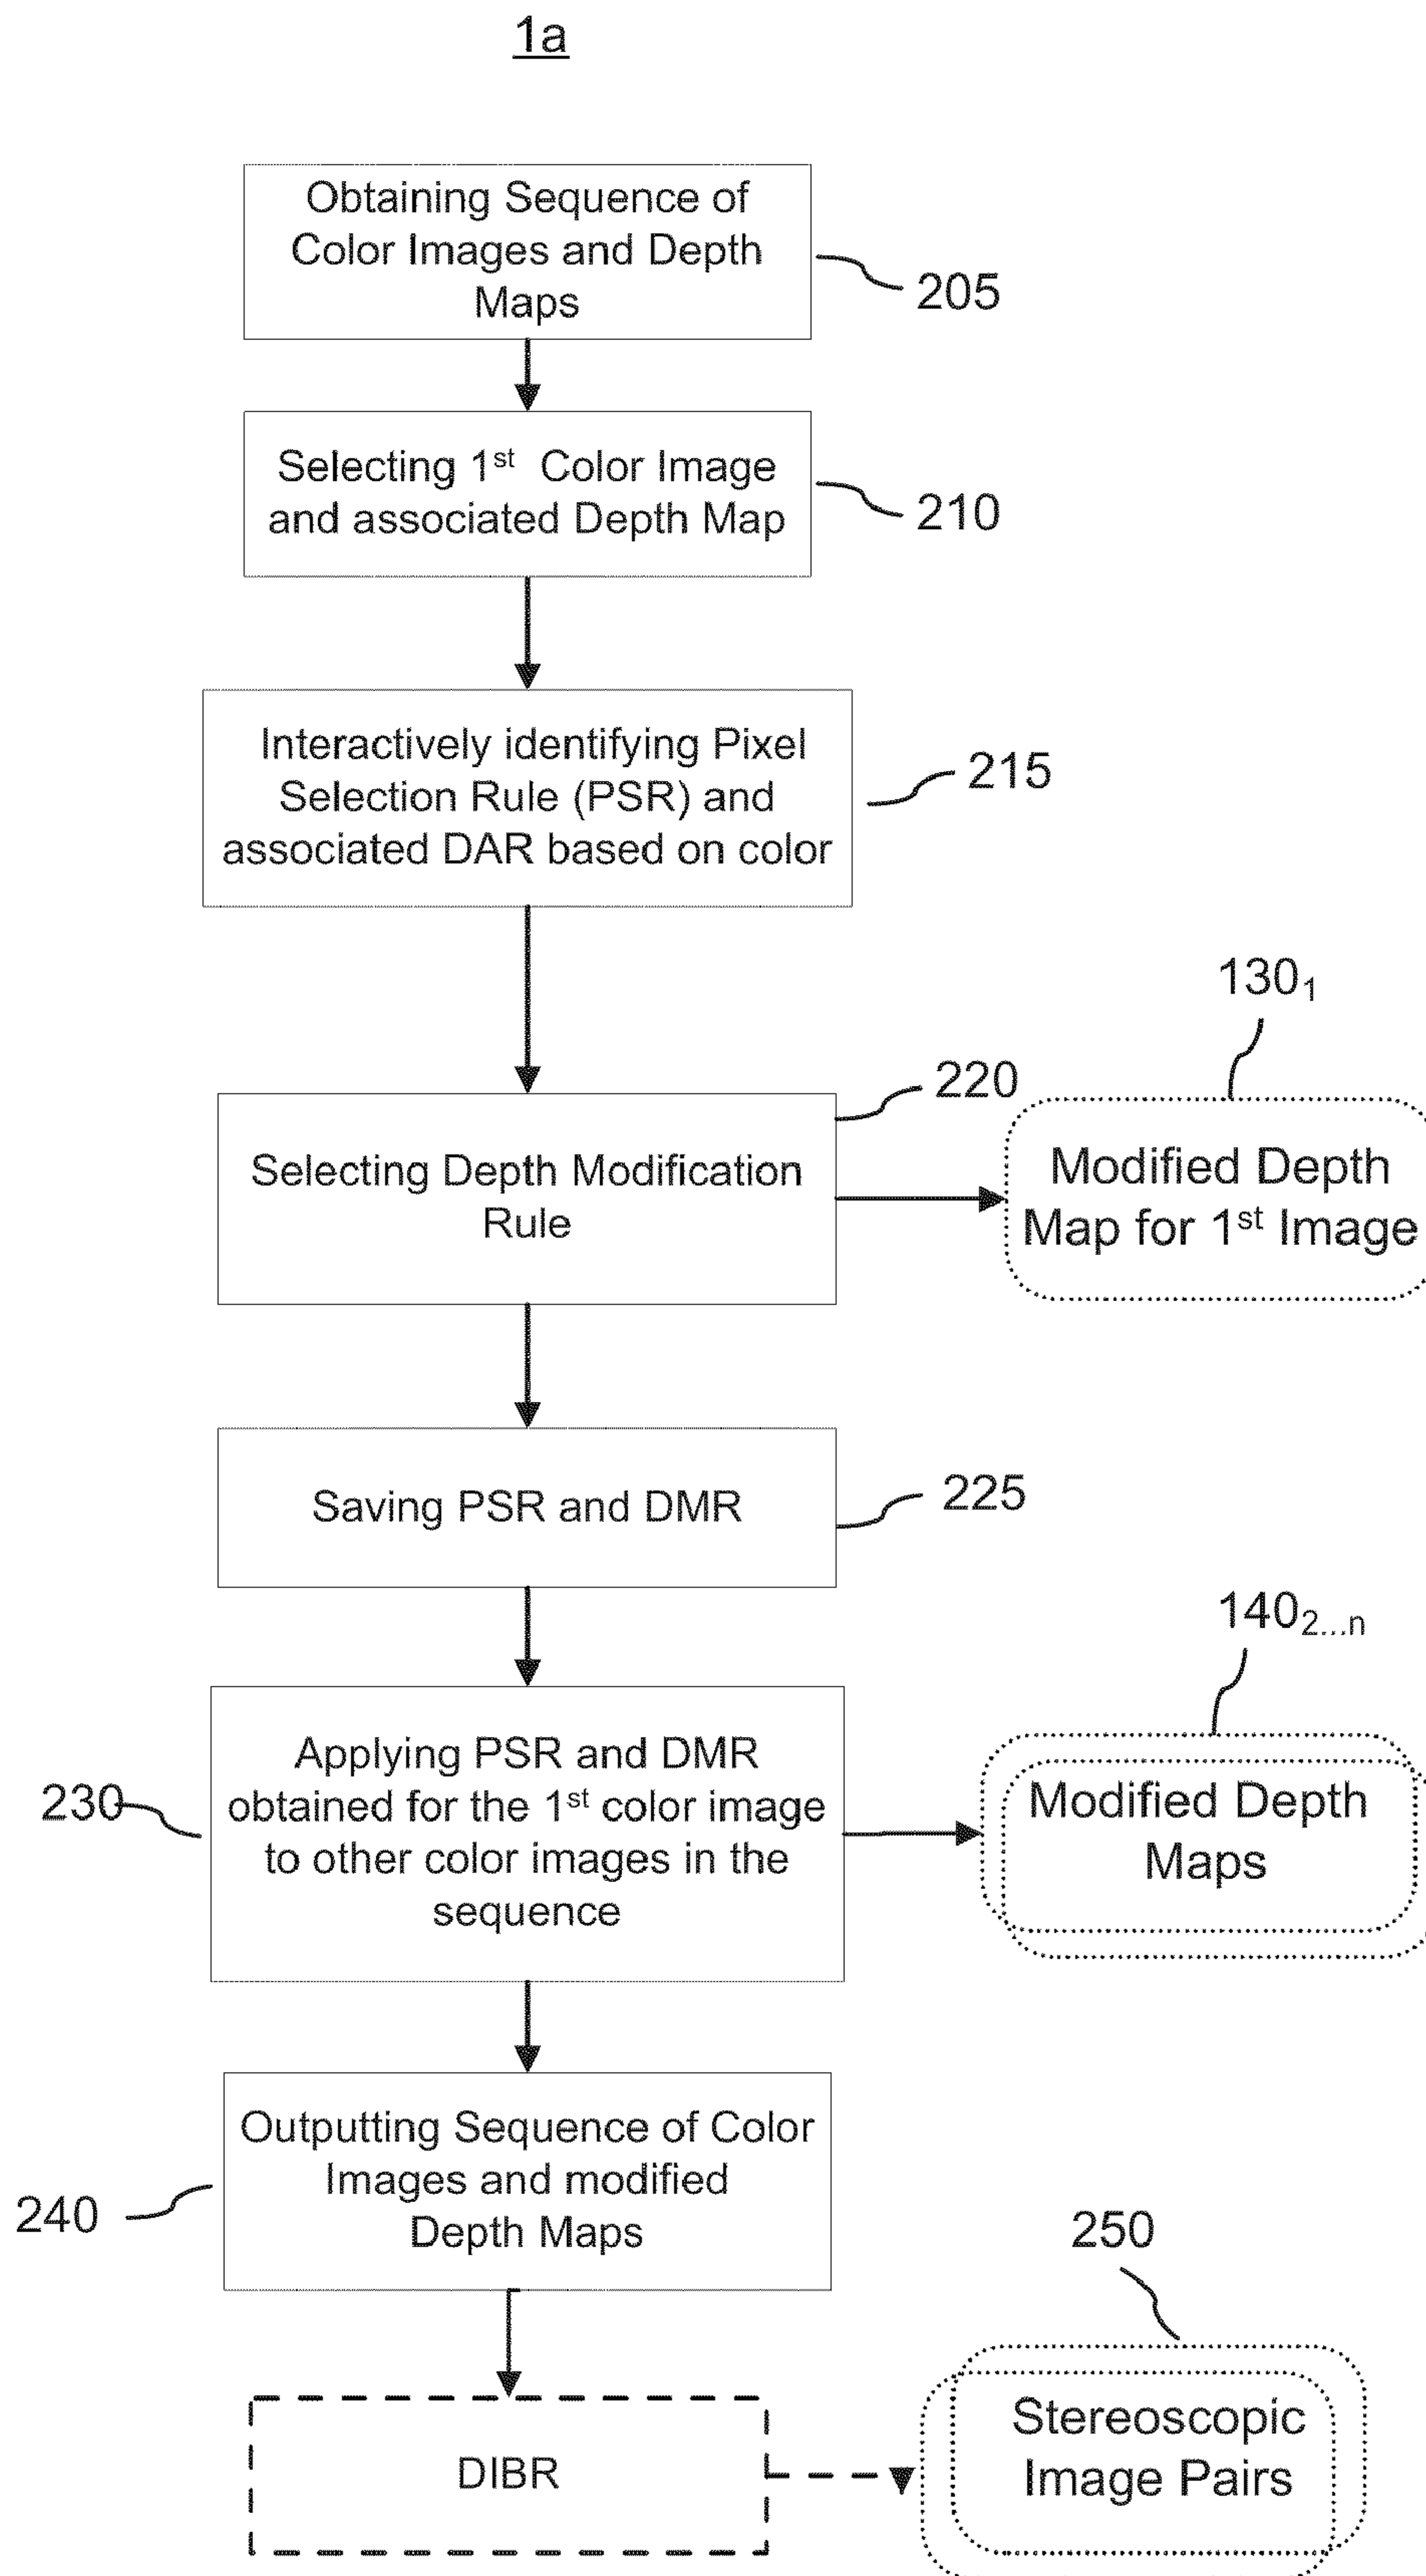 1a
Obtaining Sequence of
Color Images and Depth
Maps
205
Selecting 1st Color Image
and associated Depth Map
210
Interactively identifying Pixel
Selection Rule (PSR) and
associated DAR based on color
215
130₁
220
Selecting Depth Modification
Rule
Modified Depth
Map for 1st Image
Saving PSR and DMR
225
140₂...ₙ
Applying PSR and DMR
obtained for the 1st color image
to other color images in the
sequence
230
Modified Depth
Maps
Outputting Sequence of Color
Images and modified
Depth Maps
240
250
DIBR
Stereoscopic
Image Pairs